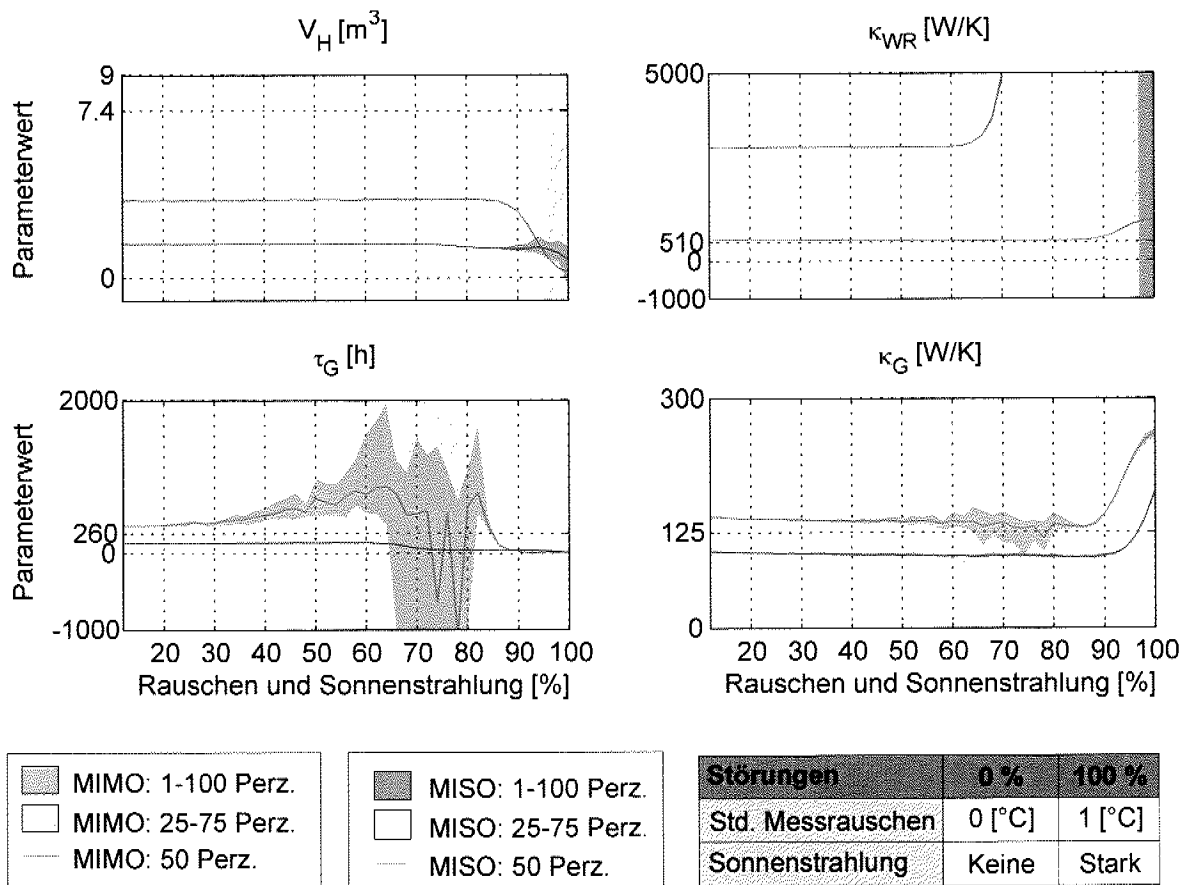 V_H [m³]
κ_WR [W/K]
Parameterwert
9
7.4
0
5000
510
0
-1000
τ_G [h]
κ_G [W/K]
Parameterwert
2000
260
0
-1000
300
125
0
20 30 40 50 60 70 80 90 100
20 30 40 50 60 70 80 90 100
Rauschen und Sonnenstrahlung [%]
Rauschen und Sonnenstrahlung [%]
MIMO: 1-100 Perz.
MIMO: 25-75 Perz.
MIMO: 50 Perz.
MISO: 1-100 Perz.
MISO: 25-75 Perz.
MISO: 50 Perz.
Störungen 0 % 100 %
Std. Messrauschen 0 [°C] 1 [°C]
Sonnenstrahlung Keine Stark